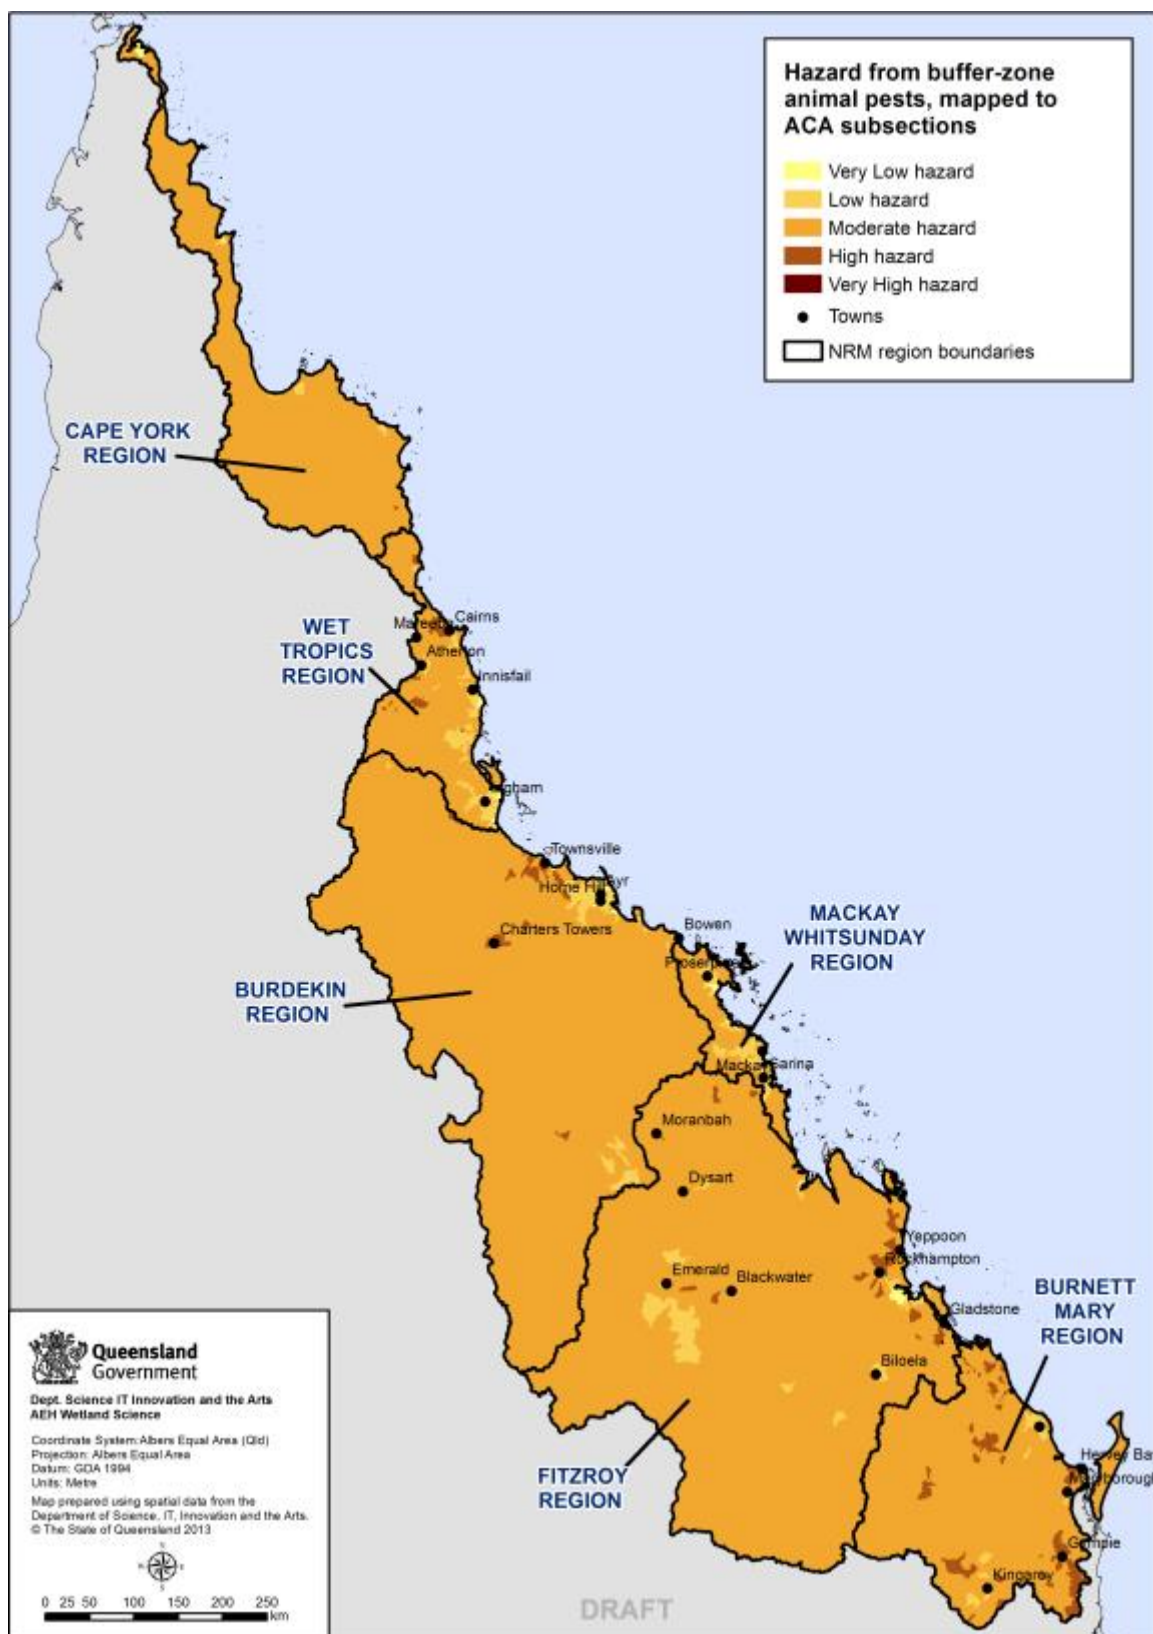 Hazard from buffer-zone
animal pests, mapped to
ACA subsections
Very Low hazard
Low hazard
Moderate hazard
High hazard
Very High hazard
Towns
NRM region boundaries
CAPE YORK
REGION
WET
TROPICS
REGION
Cairns
Atherton
Innisfail
Townsville
Home Hill
Charters Towers
Bowen
MACKAY
WHITSUNDAY
REGION
BURDEKIN
REGION
Sarina
Moranbah
Dysart
Yeppoon
Rockhampton
Emerald
Blackwater
Gladstone
BURNETT
MARY
REGION
Biloela
FITZROY
REGION
Gympie
Kingaroy
Queensland
Government
Dept. Science IT Innovation and the Arts
AEH Wetland Science
Coordinate System:Albers Equal Area (Qld)
Projection: Albers Equal Area
Datum: GDA 1994
Units: Metre
Map prepared using spatial data from the
Department of Science, IT, Innovation and the Arts.
© The State of Queensland 2013
N
S
0 25 50 100 150 200 250
km
DRAFT